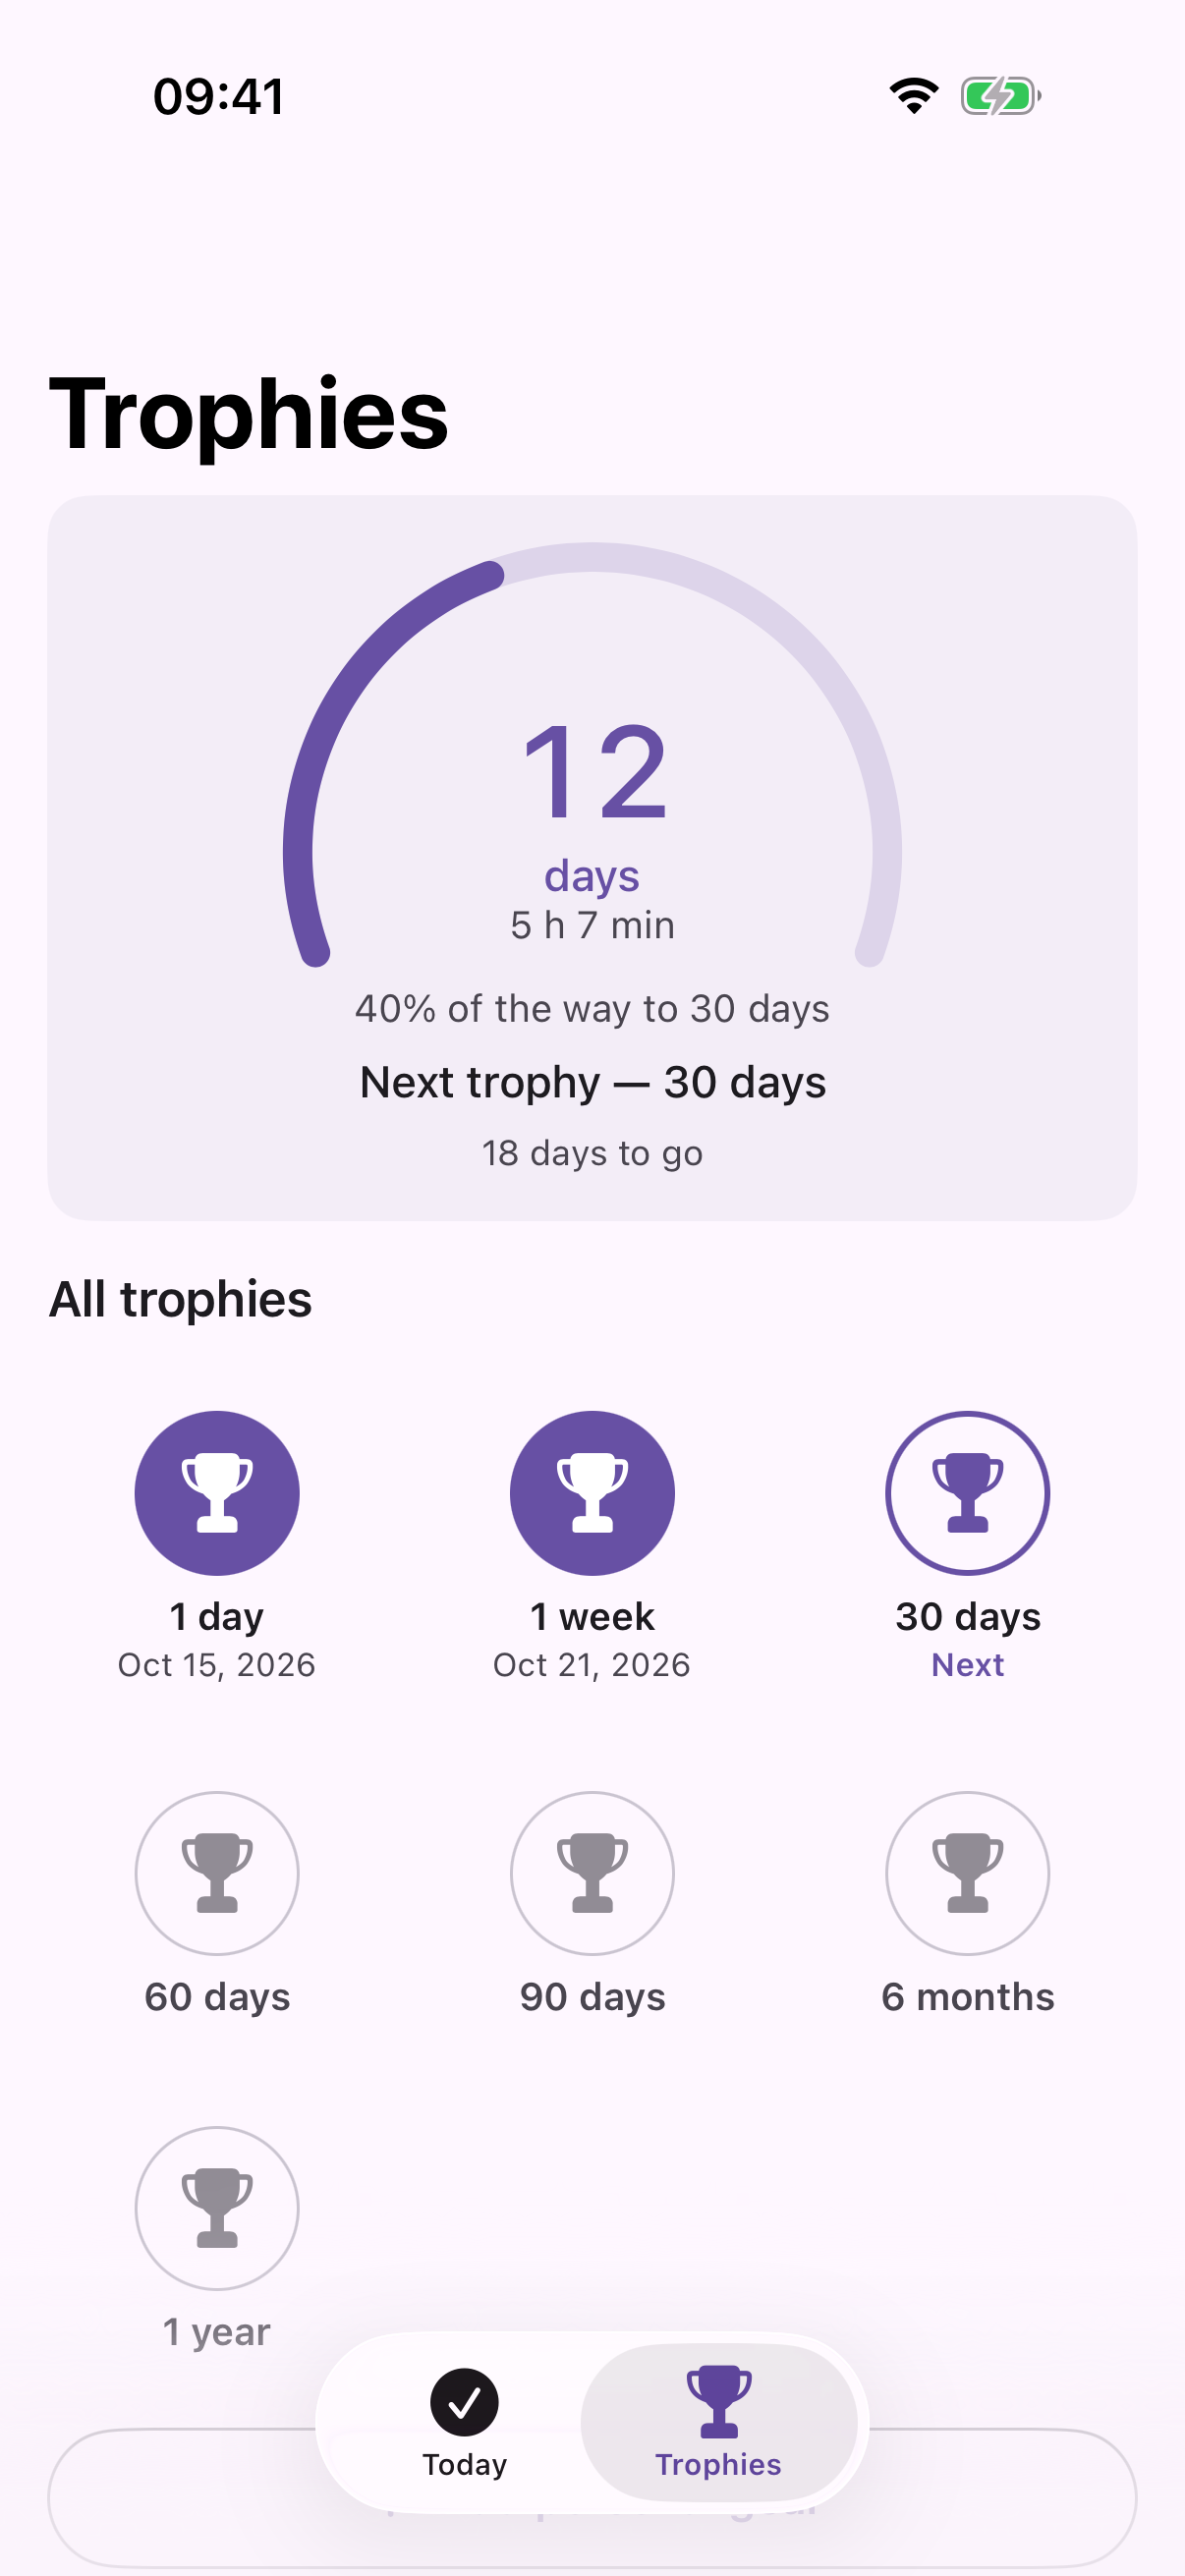 09:41
Trophies
12
days
5 h 7 min
40% of the way to 30 days
Next trophy — 30 days
18 days to go
All trophies
1 day
Oct 15, 2026
1 week
Oct 21, 2026
30 days
Next
60 days
90 days
6 months
1 year
Today
Trophies